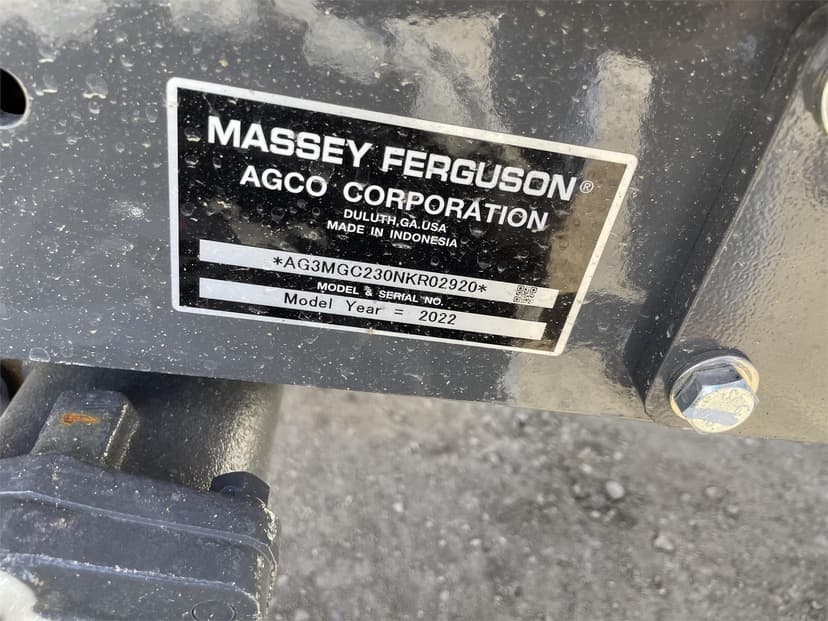 MASSEY FERGUSON®
AGCO CORPORATION
DULUTH,GA.USA
MADE IN INDONESIA
*AG3MGC230NKR02920*
MODEL & SERIAL NO.
Model Year = 2022